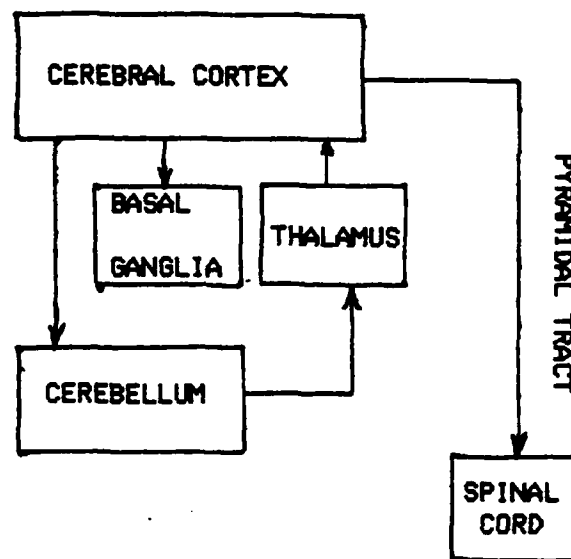 CEREBRAL CORTEX
BASAL
GANGLIA
THALAMUS
PYRAMIDAL TRACT
CEREBELLUM
SPINAL
CORD